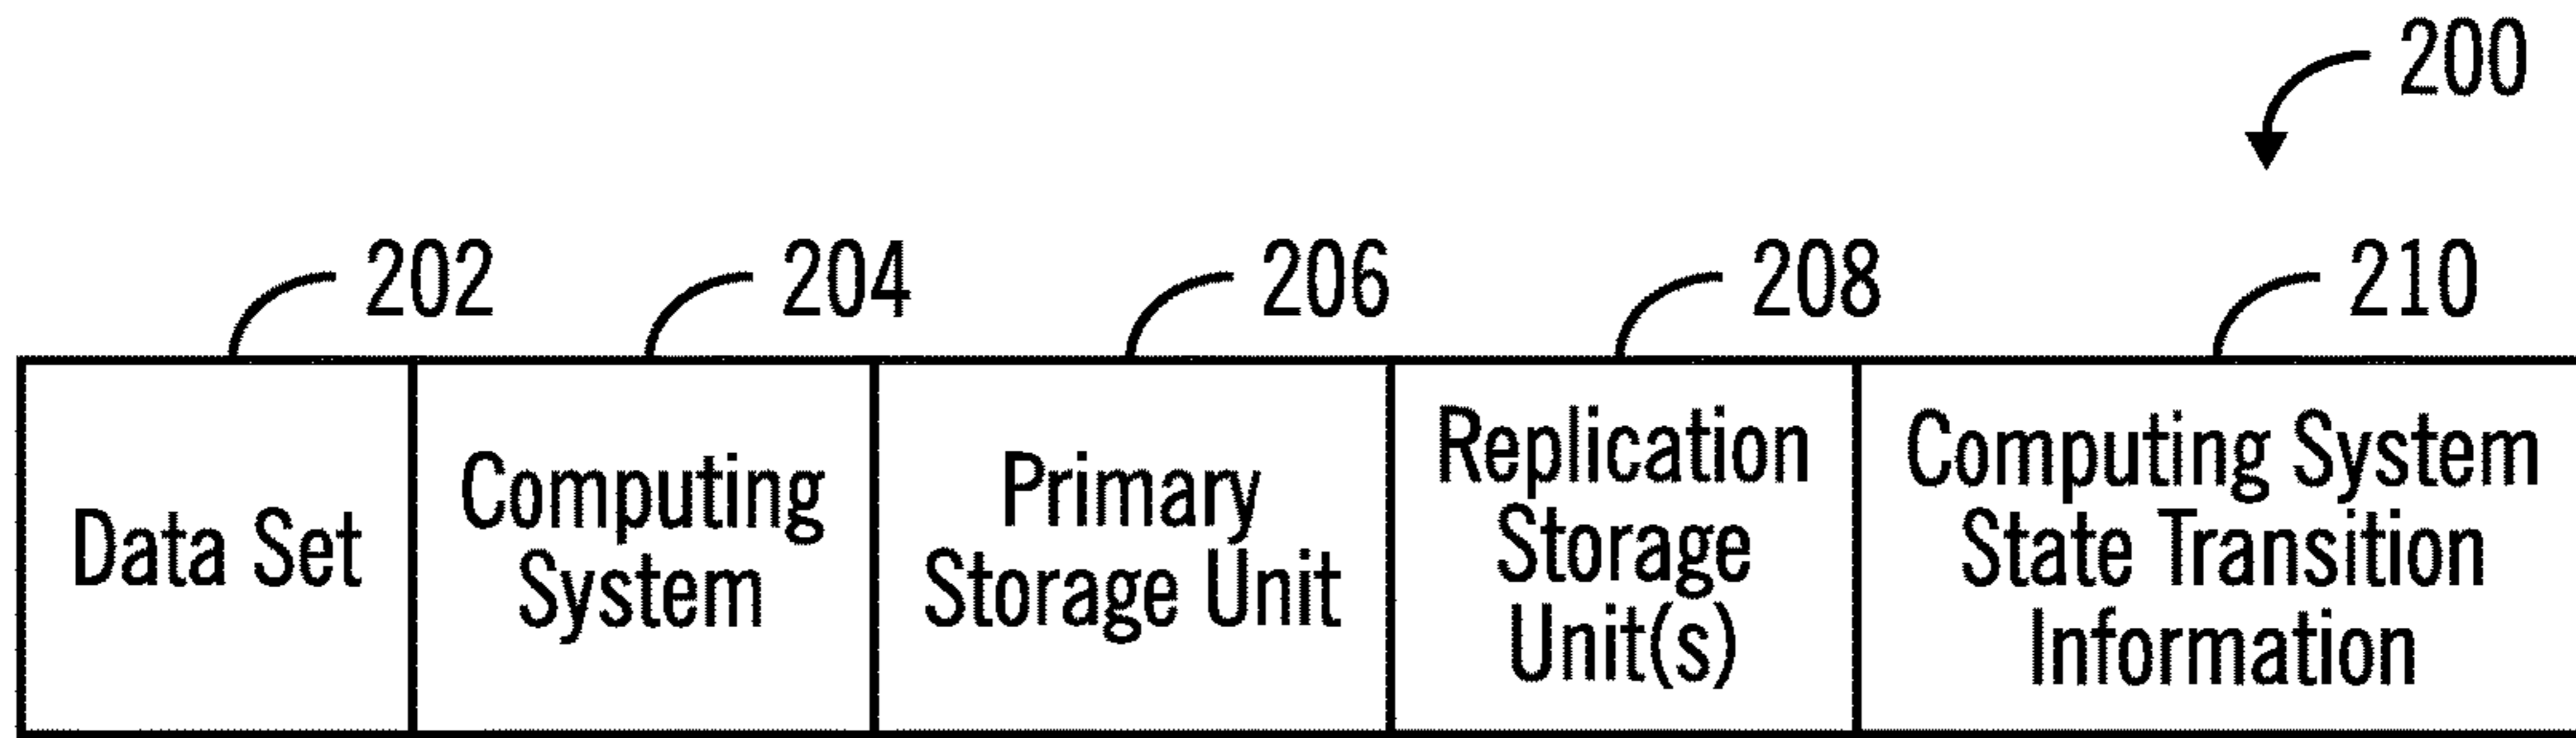 200
202
204
206
208
210
Data Set
Computing
System
Primary
Storage Unit
Replication
Storage
Unit(s)
Computing System
State Transition
Information